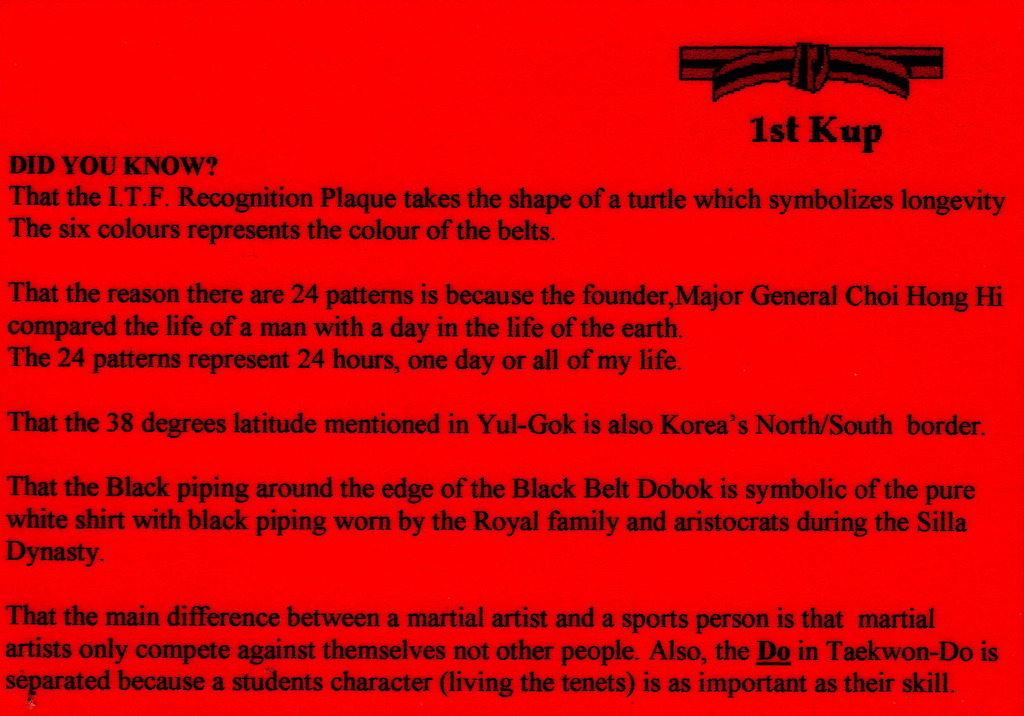 1st Kup
DID YOU KNOW?
That the I.T.F. Recognition Plaque takes the shape of a turtle which symbolizes longevity
The six colours represents the colour of the belts.
That the reason there are 24 patterns is because the founder,Major General Choi Hong Hi
compared the life of a man with a day in the life of the earth.
The 24 patterns represent 24 hours, one day or all of my life.
That the 38 degrees latitude mentioned in Yul-Gok is also Korea's North/South border.
That the Black piping around the edge of the Black Belt Dobok is symbolic of the pure
white shirt with black piping worn by the Royal family and aristocrats during the Silla
Dynasty.
That the main difference between a martial artist and a sports person is that martial
artists only compete against themselves not other people. Also, the Do in Taekwon-Do is
separated because a students character (living the tenets) is as important as their skill.